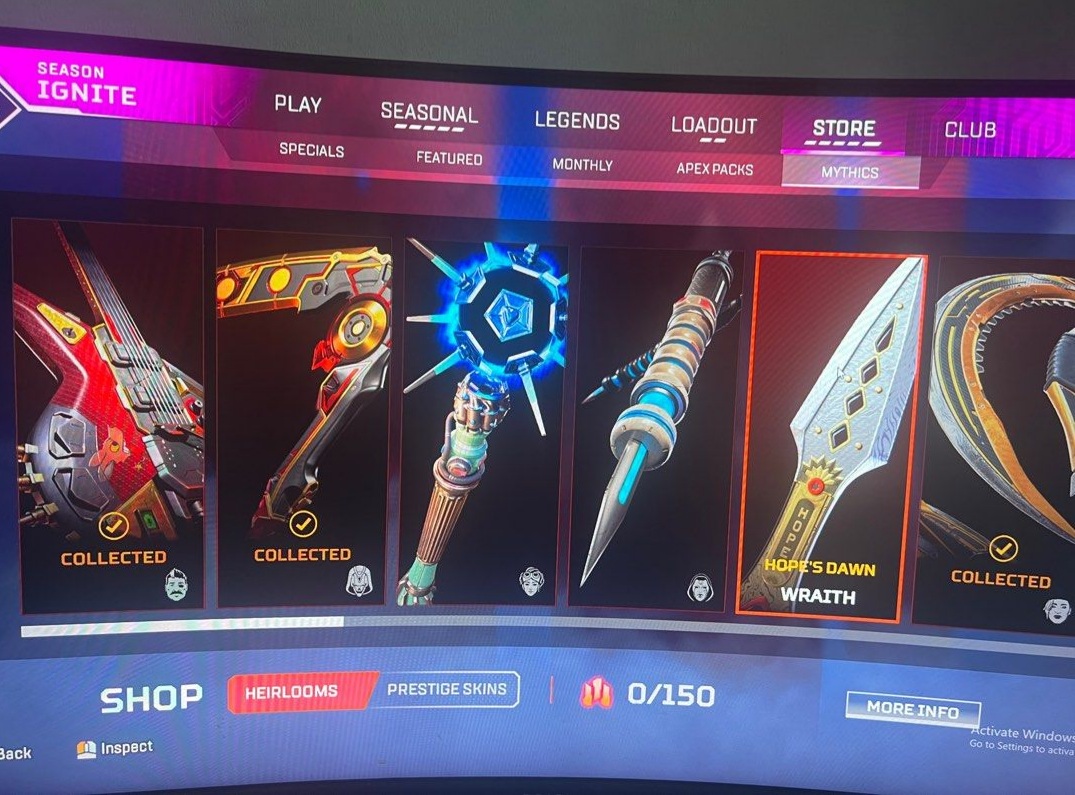 SEASON
IGNITE
PLAY
SEASONAL
LEGENDS
LOADOUT
STORE
CLUB
SPECIALS
FEATURED
MONTHLY
APEX PACKS
MYTHICS
COLLECTED
COLLECTED
HOPE
HOPE'S DAWN
WRAITH
COLLECTED
SHOP
HEIRLOOMS
PRESTIGE SKINS
0/150
MORE INFO
Back
Inspect
Activate Windows
Go to Settings to activa